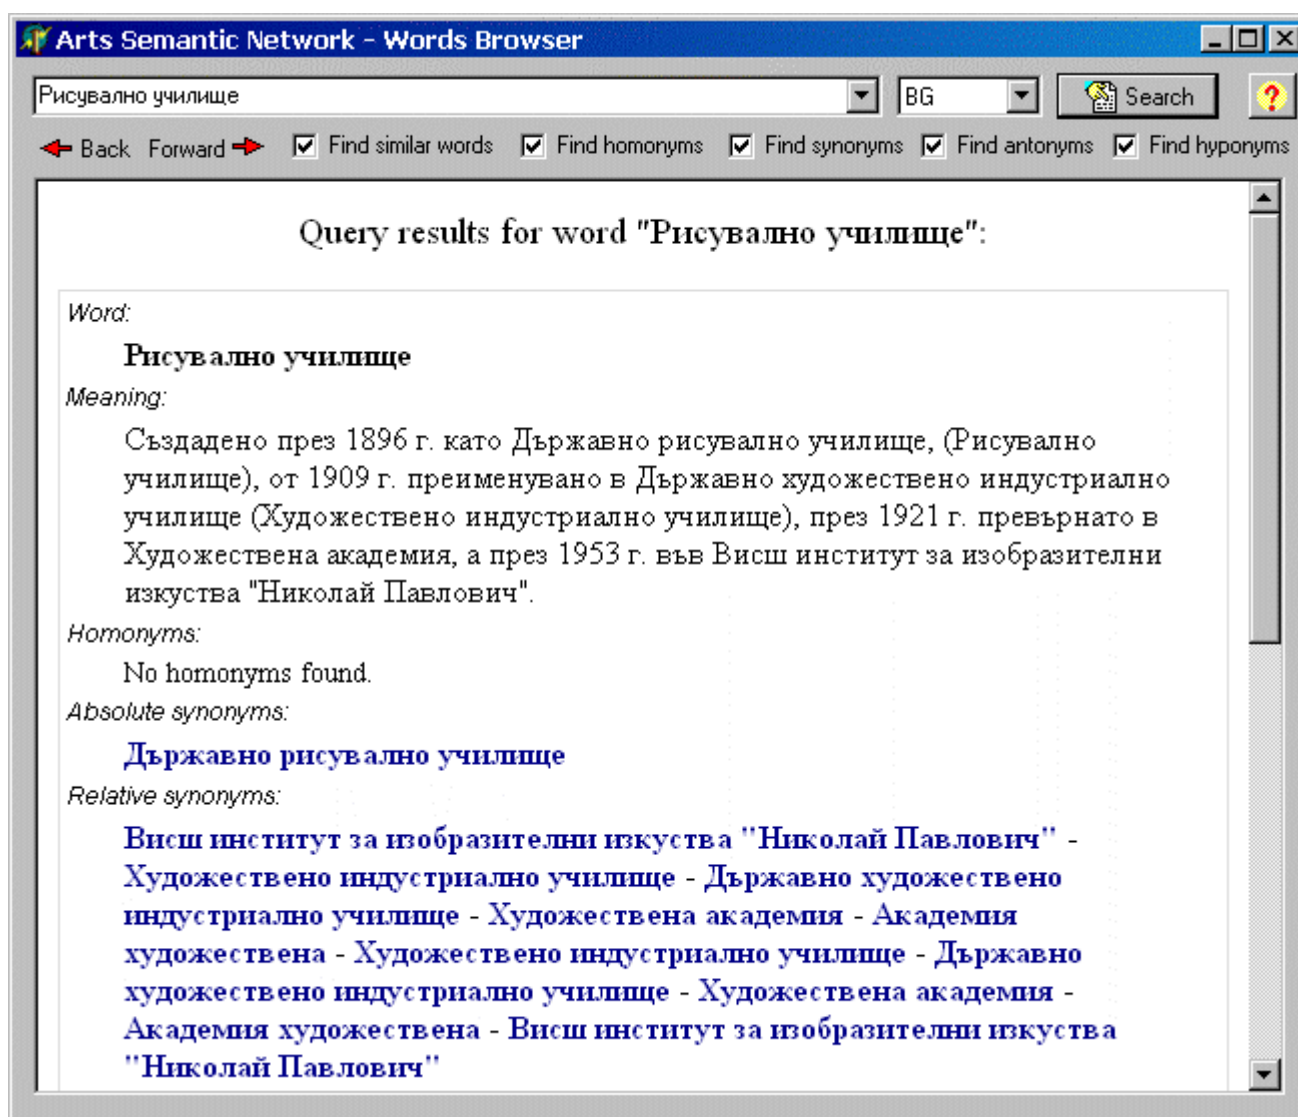 Arts Semantic Network - Words Browser
Рисувално училище BG Search ?
Back Forward Find similar words Find homonyms Find synonyms Find antonyms Find hyponyms
Query results for word "Рисувално училище":
Word:
Рисувално училище
Meaning:
Създадено през 1896 г. като Държавно рисувално училище, (Рисувално
училище), от 1909 г. преименувано в Държавно художествено индустриално
училище (Художествено индустриално училище), през 1921 г. превърнато в
Художествена академия, а през 1953 г. във Висш институт за изобразителни
изкуства "Николай Павлович".
Homonyms:
No homonyms found.
Absolute synonyms:
Държавно рисувално училище
Relative synonyms:
Висш институт за изобразителни изкуства "Николай Павлович" -
Художествено индустриално училище - Държавно художествено
индустриално училище - Художествена академия - Академия
художествена - Художествено индустриално училище - Държавно
художествено индустриално училище - Художествена академия -
Академия художествена - Висш институт за изобразителни изкуства
"Николай Павлович"